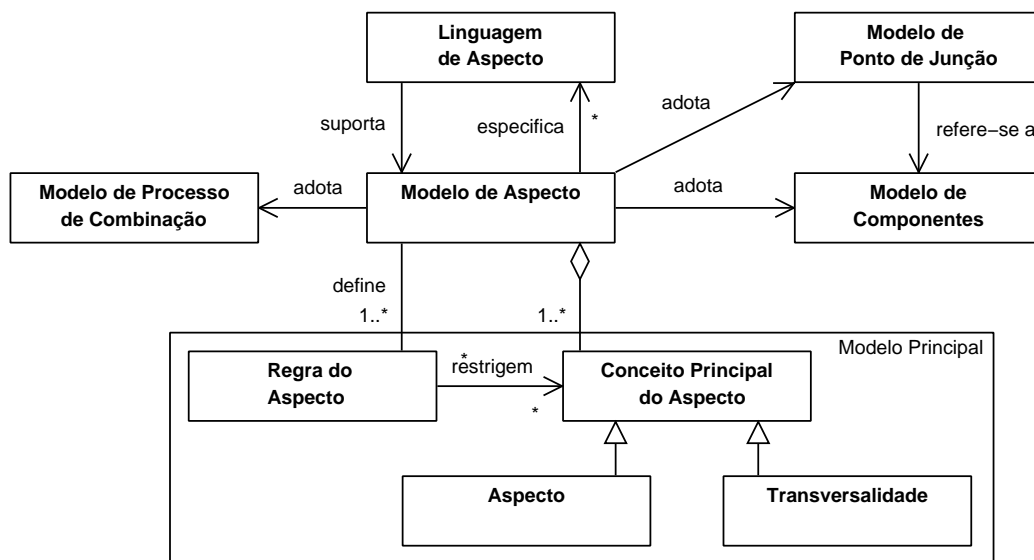 Linguagem
de Aspecto
Modelo de
Ponto de Junção
adota
suporta
especifica
*
refere−se a
Modelo de Processo
de Combinação
adota
Modelo de Aspecto
adota
Modelo de
Componentes
define
1..*
1..*
Modelo Principal
Regra do
Aspecto
*
restrigem
*
Conceito Principal
do Aspecto
Aspecto
Transversalidade